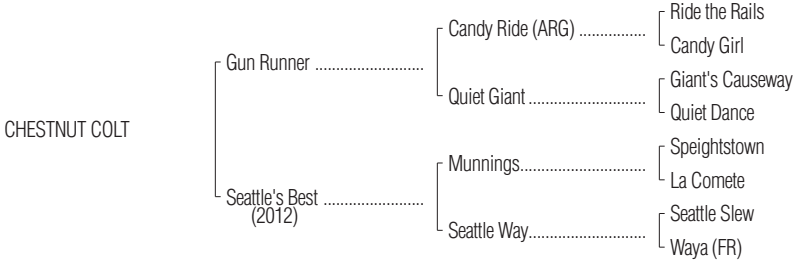 Ride the Rails
Candy Ride (ARG) ................
Candy Girl
Gun Runner ..........................
Giant's Causeway
Quiet Giant ............................
Quiet Dance
CHESTNUT COLT
Speightstown
Munnings..............................
La Comete
Seattle's Best ........................
(2012)
Seattle Slew
Seattle Way............................
Waya (FR)